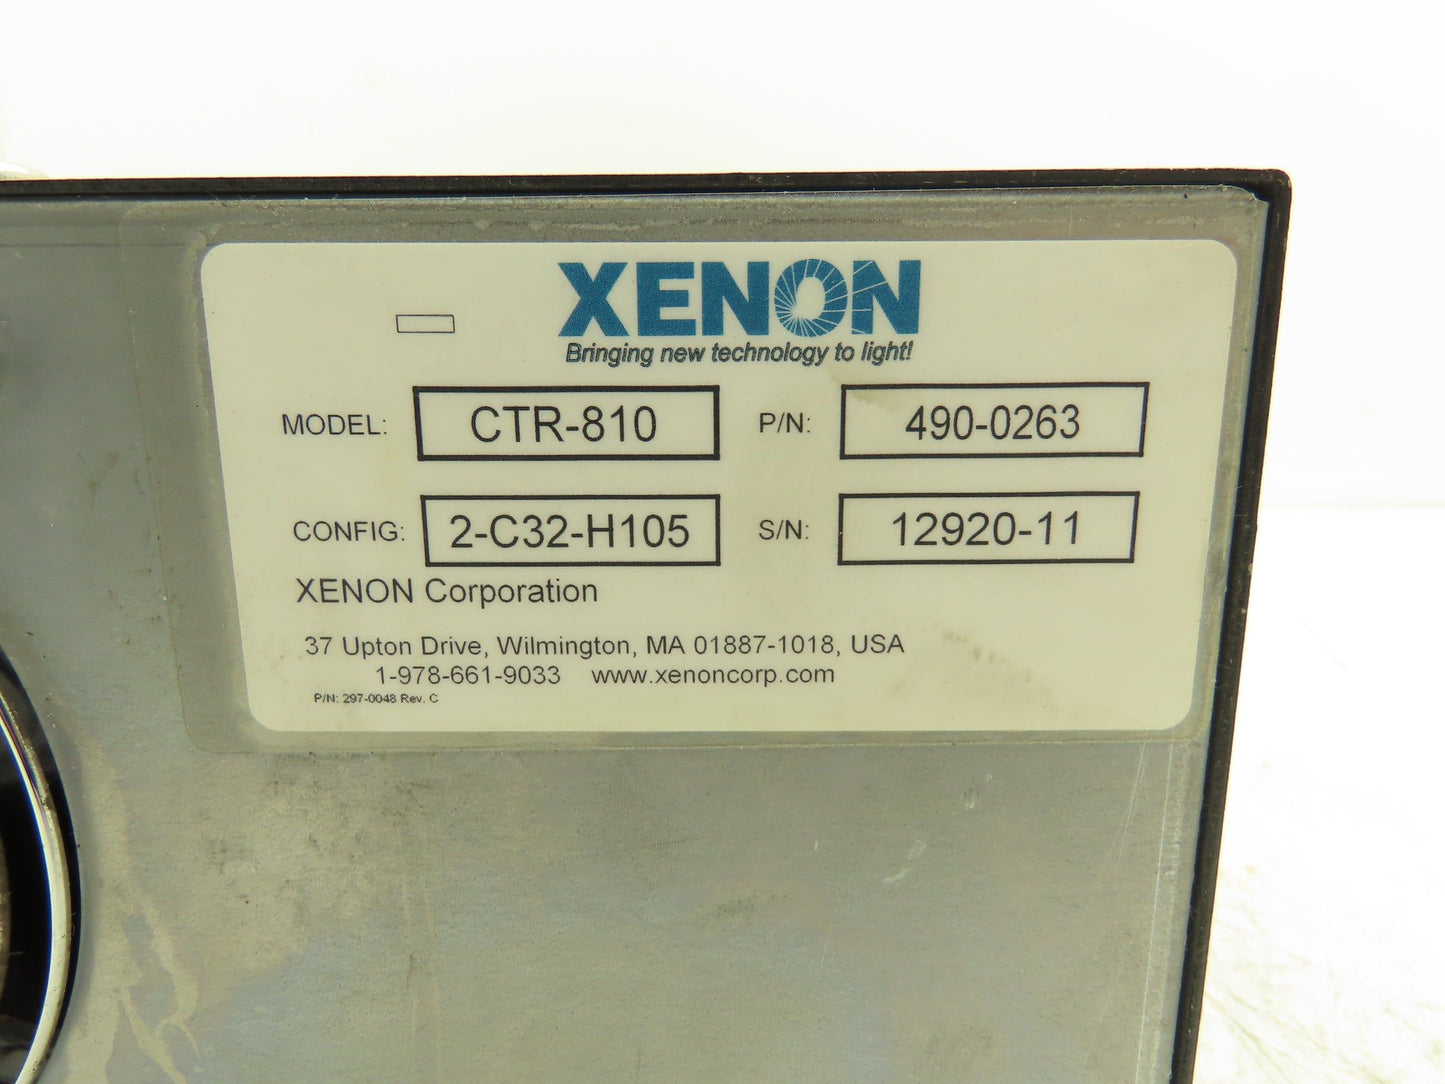 XENON
Bringing new technology to light!
MODEL: CTR-810 P/N: 490-0263
CONFIG: 2-C32-H105 S/N: 12920-11
XENON Corporation
37 Upton Drive, Wilmington, MA 01887-1018, USA
1-978-661-9033 www.xenoncorp.com
P/N: 297-0048 Rev. C